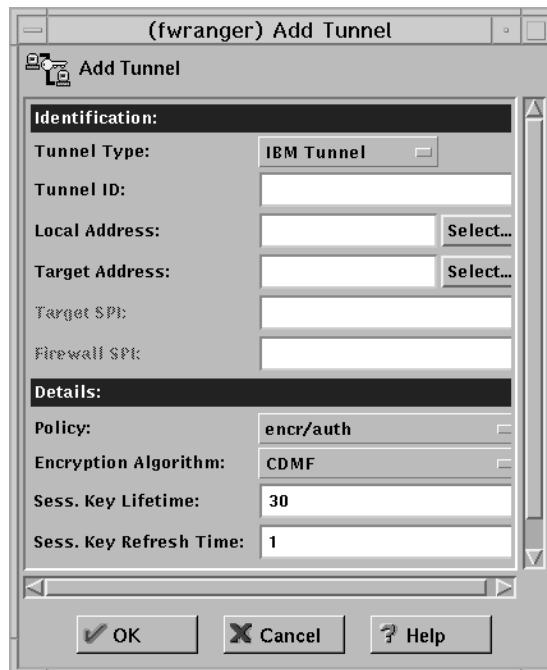 (fwranger) Add Tunnel
Add Tunnel
Identification:
Tunnel Type: IBM Tunnel
Tunnel ID:
Local Address: Select...
Target Address: Select...
Target SPI:
Firewall SPI:
Details:
Policy: encr/auth
Encryption Algorithm: CDMF
Sess. Key Lifetime: 30
Sess. Key Refresh Time: 1
OK Cancel Help